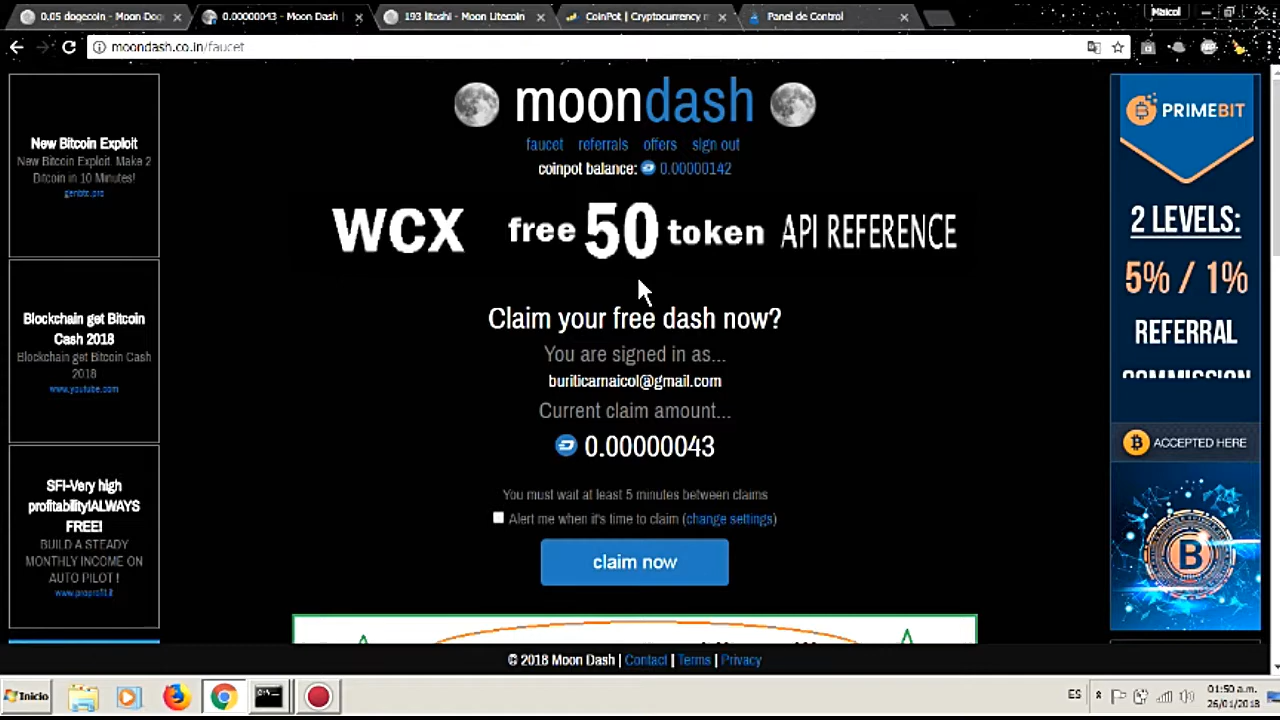 0.05 dogecoin - Moon Dog
0.00000043 - Moon Dash |
193 litoshi - Moon Litecoin
CoinPot | Cryptocurrency m
Panel de Control
Maicol
moondash.co.in/faucet
moondash
faucet referrals offers sign out
coinpot balance: 0.00000142
WCX free 50 token API REFERENCE
Claim your free dash now?
You are signed in as...
buriticamaicol@gmail.com
Current claim amount...
0.00000043
You must wait at least 5 minutes between claims
Alert me when it's time to claim (change settings)
claim now
New Bitcoin Exploit
New Bitcoin Exploit. Make 2
Bitcoin in 10 Minutes!
Blockchain get Bitcoin
Cash 2018
Blockchain get Bitcoin Cash
2018
www.youtube.com
SFI-Very high
profitability!ALWAYS
FREE!
BUILD A STEADY
MONTHLY INCOME ON
AUTO PILOT !
PRIMEBIT
2 LEVELS:
5% / 1%
REFERRAL
COMMISSION
ACCEPTED HERE
B
© 2018 Moon Dash | Contact | Terms | Privacy
Inicio
ES
01:50 a.m.
26/01/2018